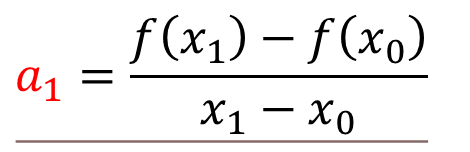 a₁ = (f(x₁) − f(x₀)) / (x₁ − x₀)